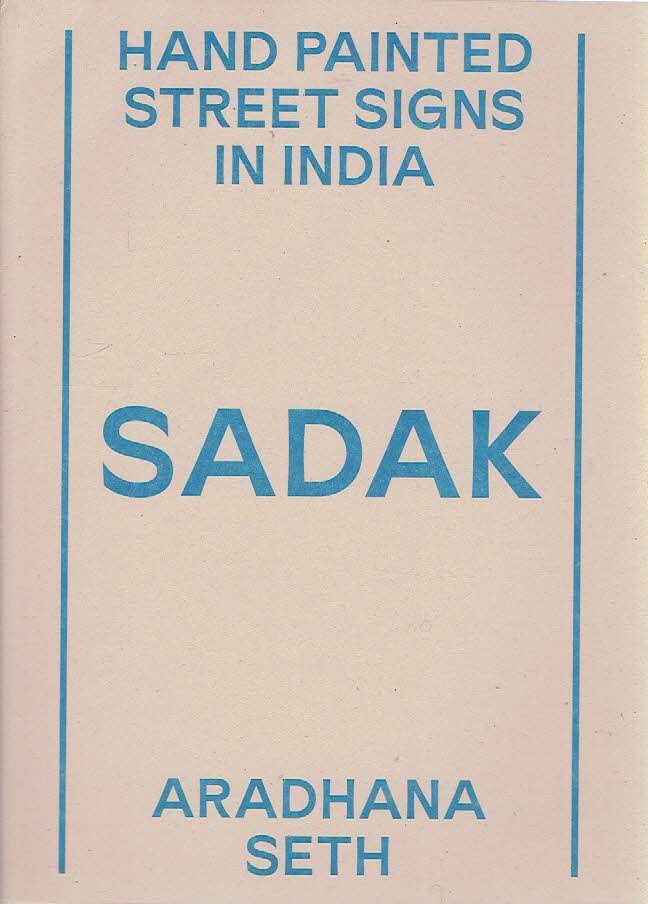 HAND PAINTED
STREET SIGNS
IN INDIA
SADAK
ARADHANA
SETH